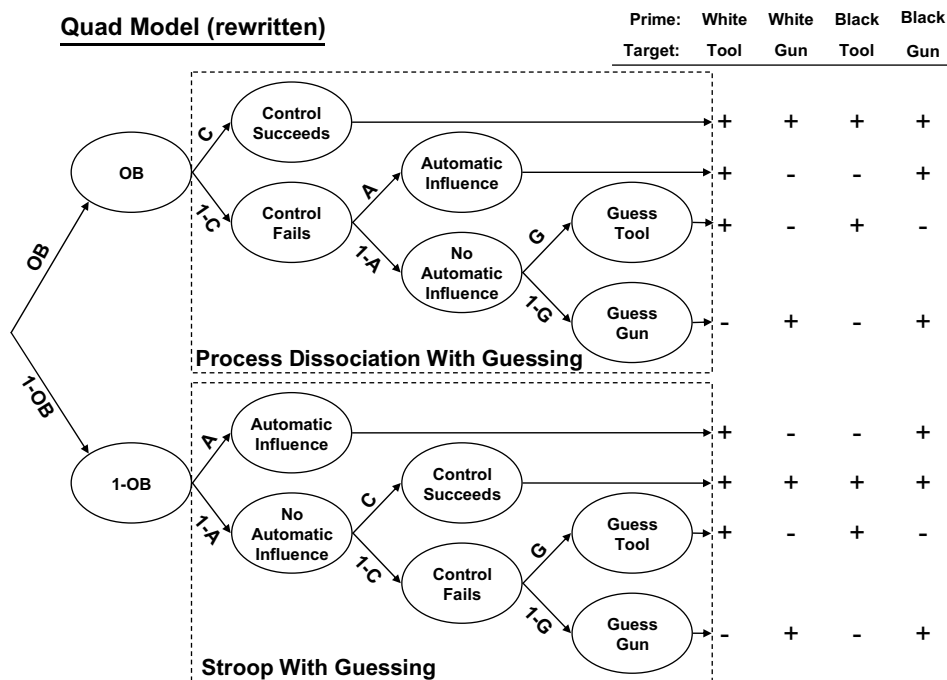 Quad Model (rewritten)
Prime: White White Black Black
Target: Tool Gun Tool Gun
OB
1-OB
OB
C
1-C
Control
Succeeds
+ + + +
Control
Fails
A
1-A
Automatic
Influence
+ - - +
No
Automatic
Influence
G
1-G
Guess
Tool
+ - + -
Guess
Gun
- + - +
Process Dissociation With Guessing
1-OB
A
1-A
Automatic
Influence
+ - - +
No
Automatic
Influence
C
1-C
Control
Succeeds
+ + + +
Control
Fails
G
1-G
Guess
Tool
+ - + -
Guess
Gun
- + - +
Stroop With Guessing